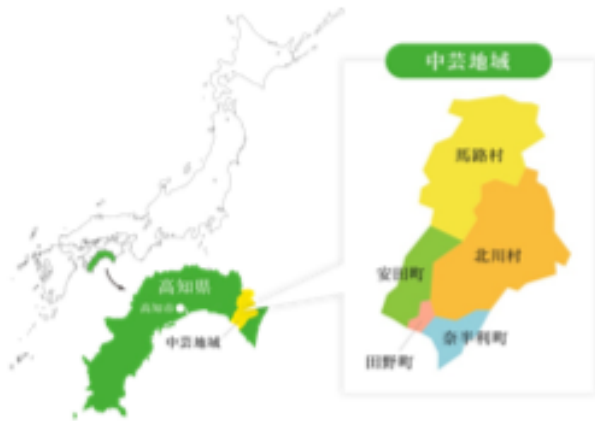 中芸地域
馬路村
北川村
安田町
奈半利町
田野町
高知県
高知市
中芸地域